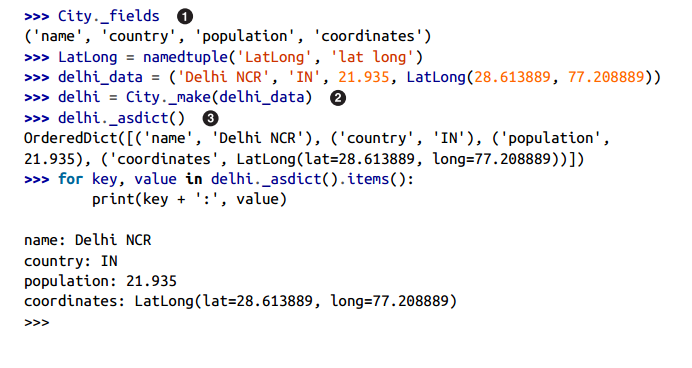 >>> City._fields ❶
('name', 'country', 'population', 'coordinates')
>>> LatLong = namedtuple('LatLong', 'lat long')
>>> delhi_data = ('Delhi NCR', 'IN', 21.935, LatLong(28.613889, 77.208889))
>>> delhi = City._make(delhi_data) ❷
>>> delhi._asdict() ❸
OrderedDict([('name', 'Delhi NCR'), ('country', 'IN'), ('population',
21.935), ('coordinates', LatLong(lat=28.613889, long=77.208889))])
>>> for key, value in delhi._asdict().items():
        print(key + ':', value)

name: Delhi NCR
country: IN
population: 21.935
coordinates: LatLong(lat=28.613889, long=77.208889)
>>>